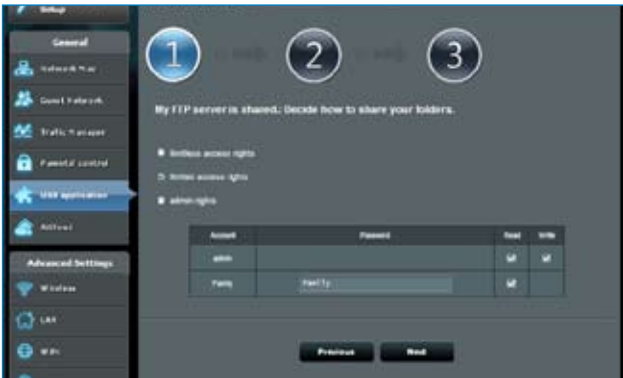 Setup
General
Network Map
Guest Network
Traffic Manager
Parental control
USB application
AiCloud
Advanced Settings
Wireless
LAN
WAN
1 2 3
My FTP server is shared.: Decide how to share your folders.
limitless access rights
limited access rights
admin rights
Account Password Read Write
admin
Family Family
Previous Next